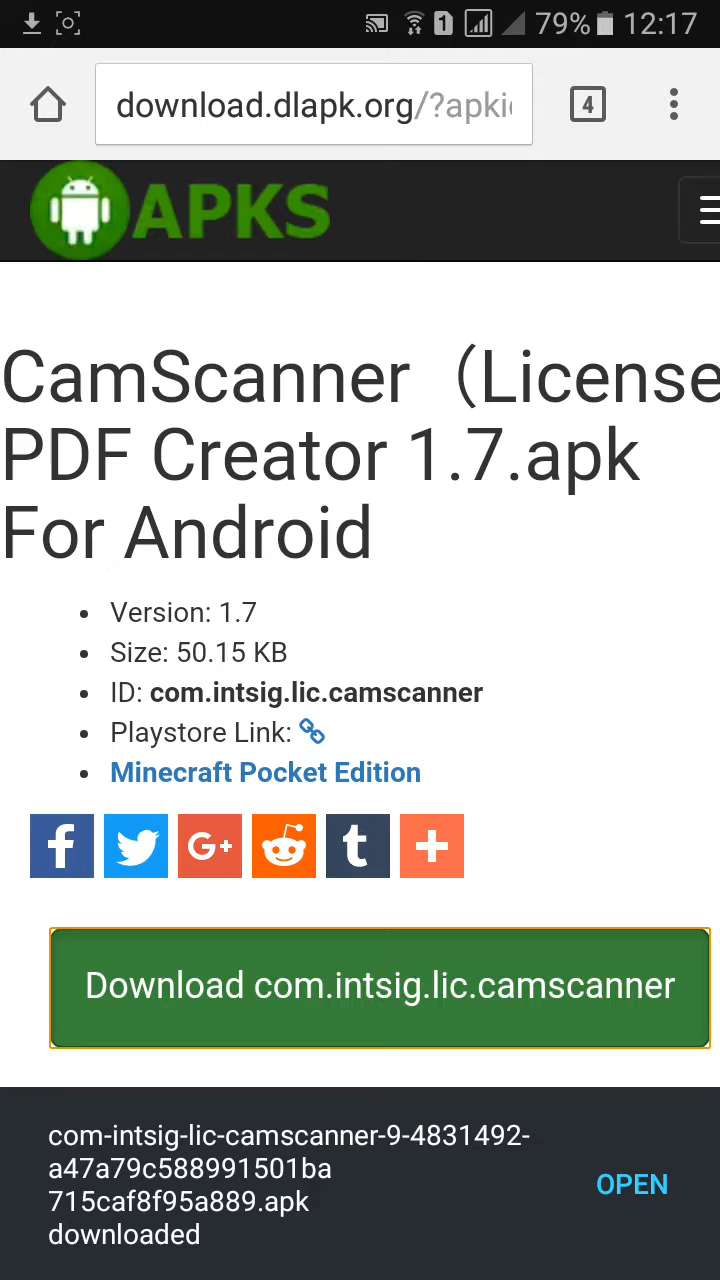 1 79% 12:17
download.dlapk.org/?apki
4
APKS
CamScanner（License
PDF Creator 1.7.apk
For Android
• Version: 1.7
• Size: 50.15 KB
• ID: com.intsig.lic.camscanner
• Playstore Link:
• Minecraft Pocket Edition
f G+ t +
Download com.intsig.lic.camscanner
com-intsig-lic-camscanner-9-4831492-
a47a79c588991501ba
715caf8f95a889.apk
downloaded
OPEN